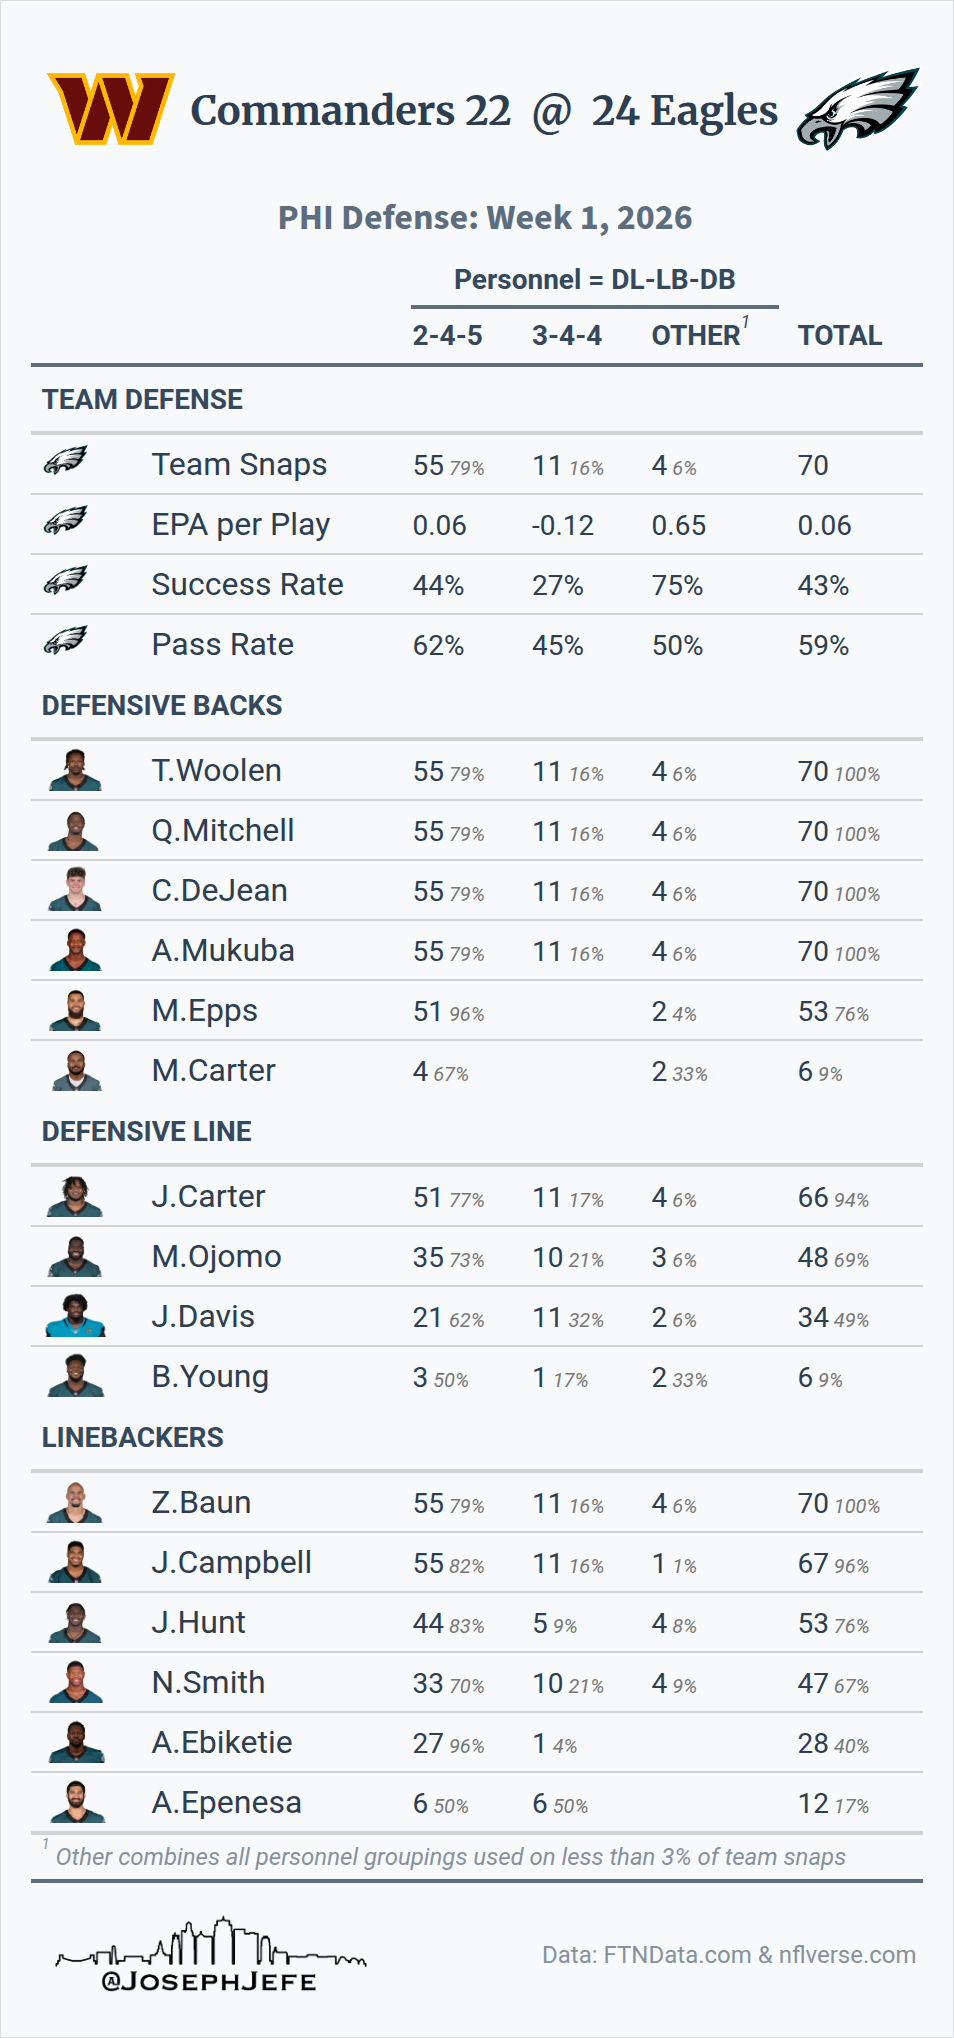 Commanders 22 @ 24 Eagles
PHI Defense: Week 1, 2026
Personnel = DL-LB-DB
2-4-5 3-4-4 OTHER1 TOTAL
TEAM DEFENSE
Team Snaps 55 79% 11 16% 4 6% 70
EPA per Play 0.06 -0.12 0.65 0.06
Success Rate 44% 27% 75% 43%
Pass Rate 62% 45% 50% 59%
DEFENSIVE BACKS
T.Woolen 55 79% 11 16% 4 6% 70 100%
Q.Mitchell 55 79% 11 16% 4 6% 70 100%
C.DeJean 55 79% 11 16% 4 6% 70 100%
A.Mukuba 55 79% 11 16% 4 6% 70 100%
M.Epps 51 96% 2 4% 53 76%
M.Carter 4 67% 2 33% 6 9%
DEFENSIVE LINE
J.Carter 51 77% 11 17% 4 6% 66 94%
M.Ojomo 35 73% 10 21% 3 6% 48 69%
J.Davis 21 62% 11 32% 2 6% 34 49%
B.Young 3 50% 1 17% 2 33% 6 9%
LINEBACKERS
Z.Baun 55 79% 11 16% 4 6% 70 100%
J.Campbell 55 82% 11 16% 1 1% 67 96%
J.Hunt 44 83% 5 9% 4 8% 53 76%
N.Smith 33 70% 10 21% 4 9% 47 67%
A.Ebiketie 27 96% 1 4% 28 40%
A.Epenesa 6 50% 6 50% 12 17%
1 Other combines all personnel groupings used on less than 3% of team snaps
@JOSEPHJEFE
Data: FTNData.com & nflverse.com